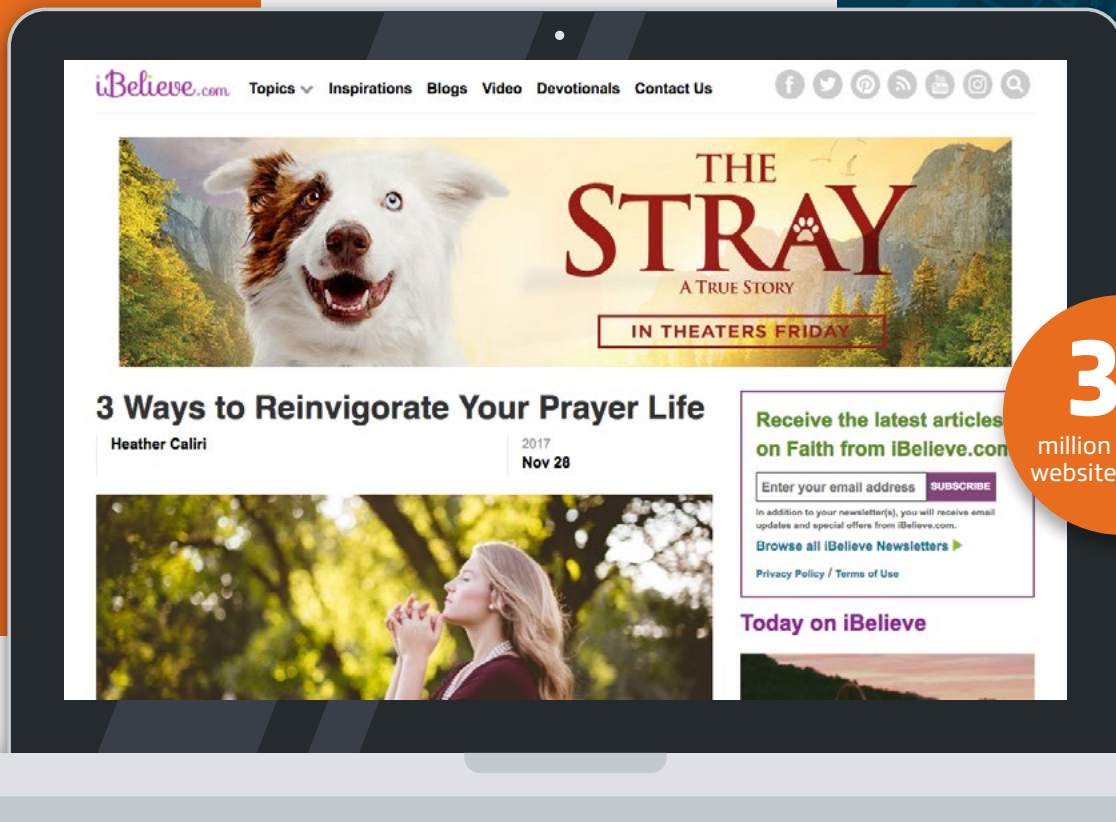 iBelieve.com Topics Inspirations Blogs Video Devotionals Contact Us
THE
STRAY
A TRUE STORY
IN THEATERS FRIDAY
3 Ways to Reinvigorate Your Prayer Life
Heather Caliri
2017
Nov 28
Receive the latest articles
on Faith from iBelieve.com
Enter your email address SUBSCRIBE
In addition to your newsletter(s), you will receive email
updates and special offers from iBelieve.com.
Browse all iBelieve Newsletters
Privacy Policy / Terms of Use
Today on iBelieve
3
million
website